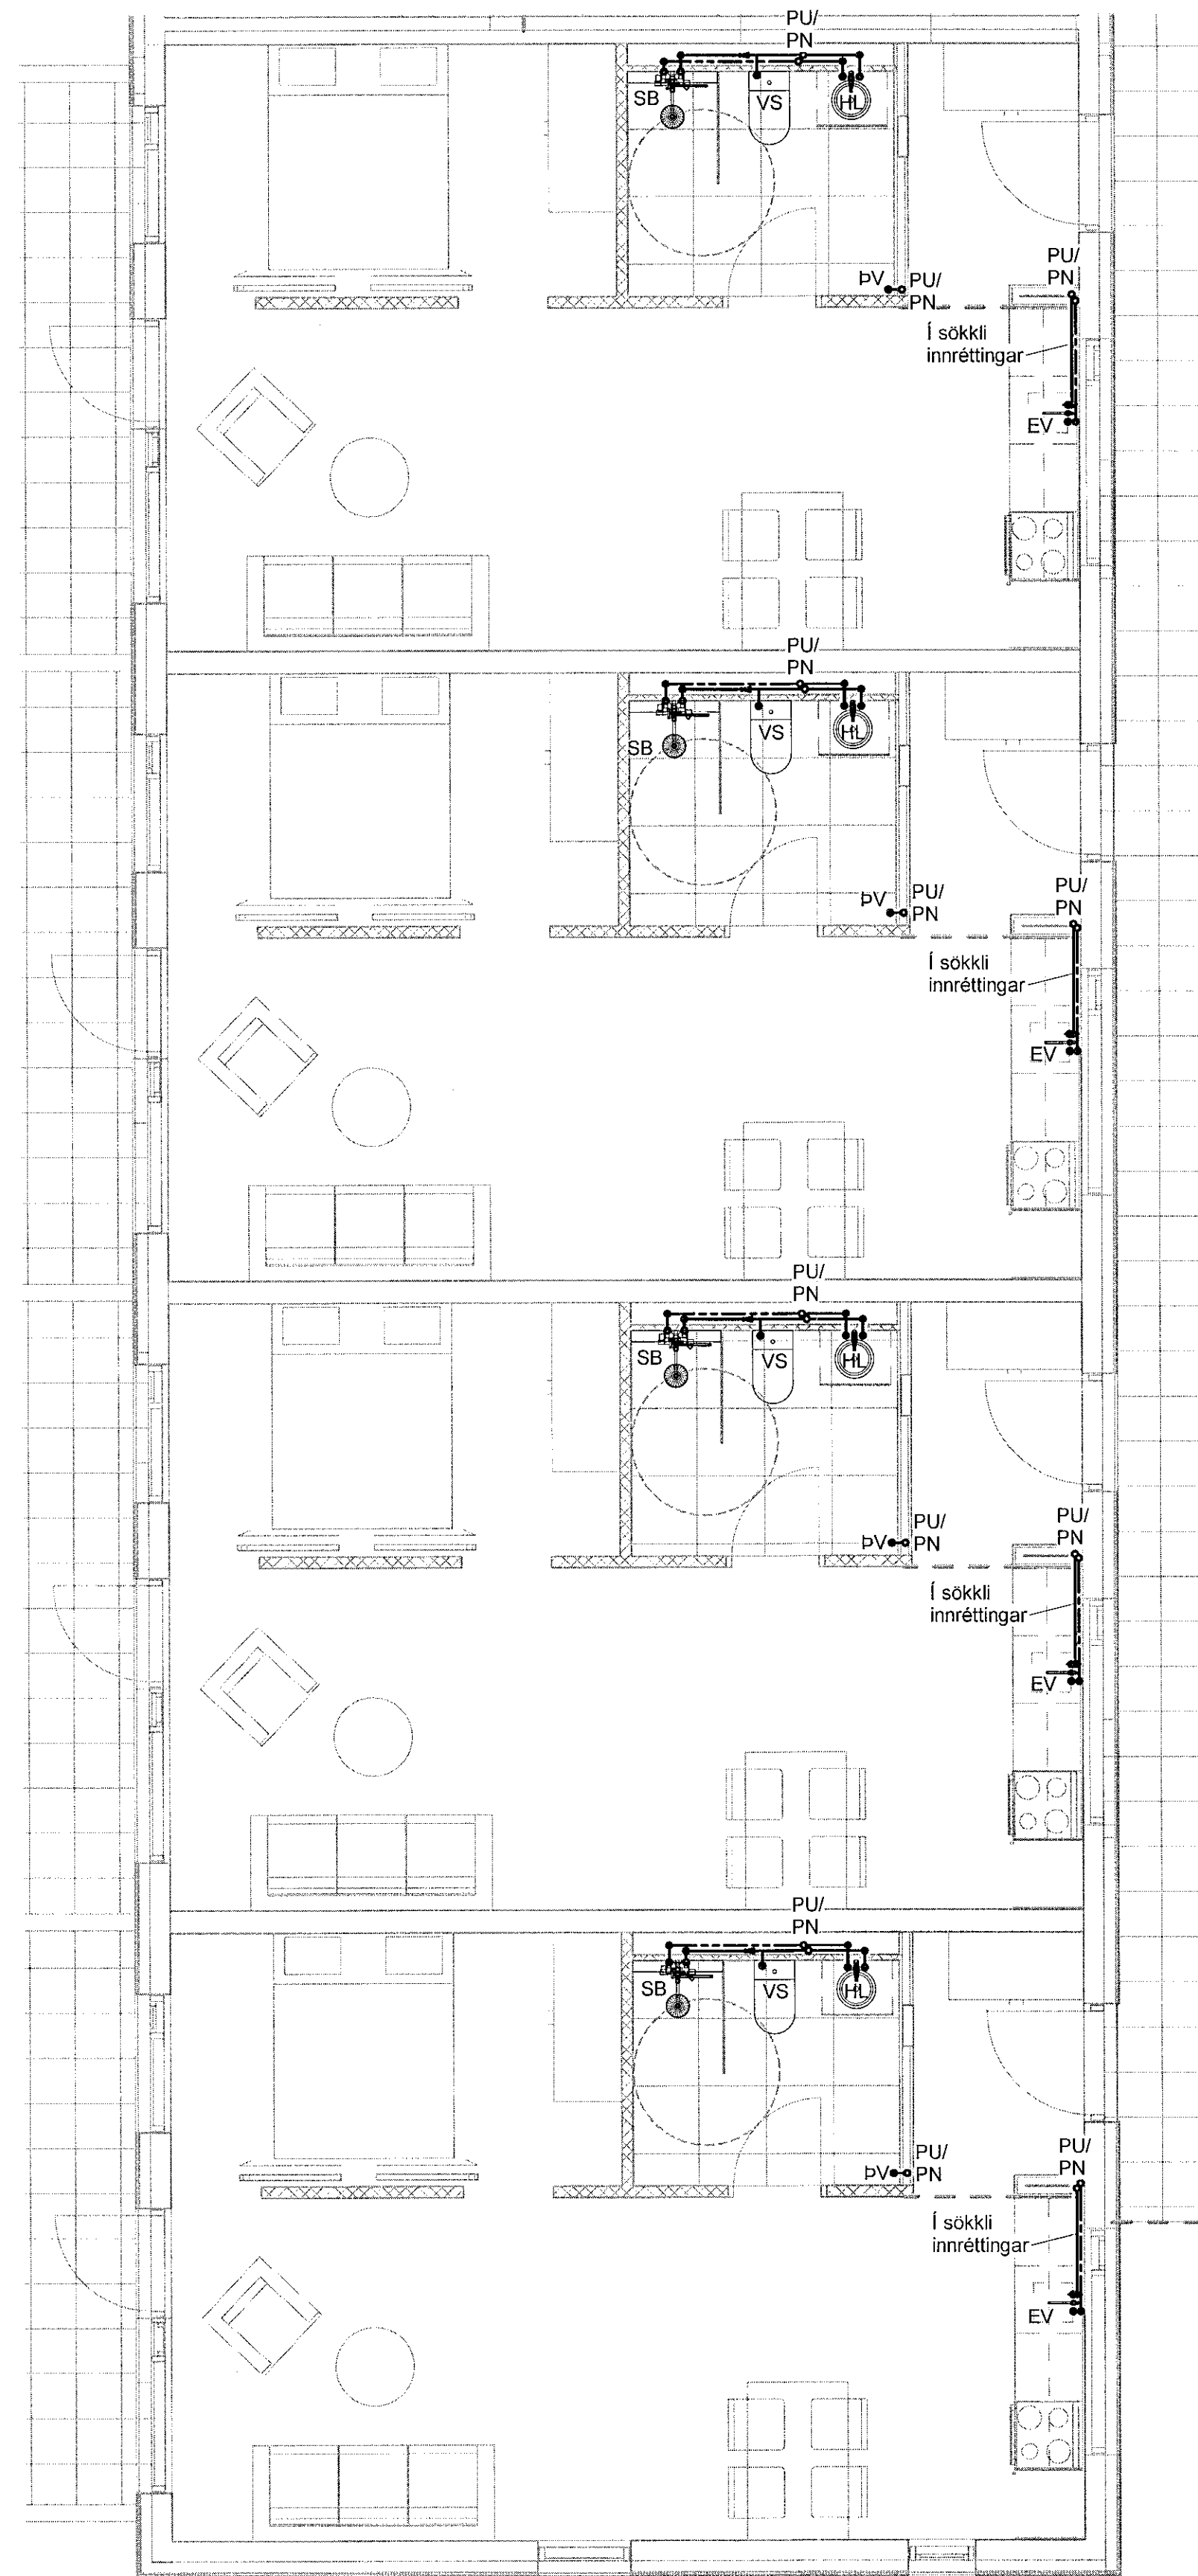 PU/
PN
SB
VS
HL
ÞV
PU/
PN
PU/
PN
Í sökkli
innréttingar
EV
PU/
PN
SB
VS
HL
ÞV
PU/
PN
PU/
PN
Í sökkli
innréttingar
EV
PU/
PN
SB
VS
HL
ÞV
PU/
PN
PU/
PN
Í sökkli
innréttingar
EV
PU/
PN
SB
VS
HL
ÞV
PU/
PN
PU/
PN
Í sökkli
innréttingar
EV